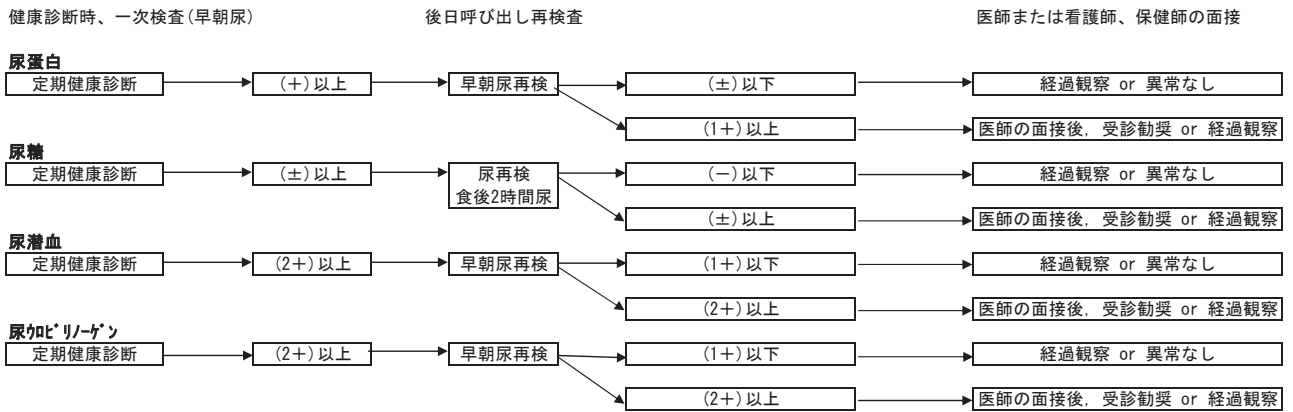 健康診断時、一次検査(早朝尿) 後日呼び出し再検査 医師または看護師、保健師の面接
尿蛋白
定期健康診断 (+)以上 早朝尿再検 (±)以下 経過観察 or 異常なし
(1+)以上 医師の面接後, 受診勧奨 or 経過観察
尿糖
定期健康診断 (±)以上 尿再検 (-)以下 経過観察 or 異常なし
食後2時間尿
(±)以上 医師の面接後, 受診勧奨 or 経過観察
尿潜血
定期健康診断 (2+)以上 早朝尿再検 (1+)以下 経過観察 or 異常なし
(2+)以上 医師の面接後, 受診勧奨 or 経過観察
尿ｳﾛﾋﾞﾘﾉｰｹﾞﾝ
定期健康診断 (2+)以上 早朝尿再検 (1+)以下 経過観察 or 異常なし
(2+)以上 医師の面接後, 受診勧奨 or 経過観察